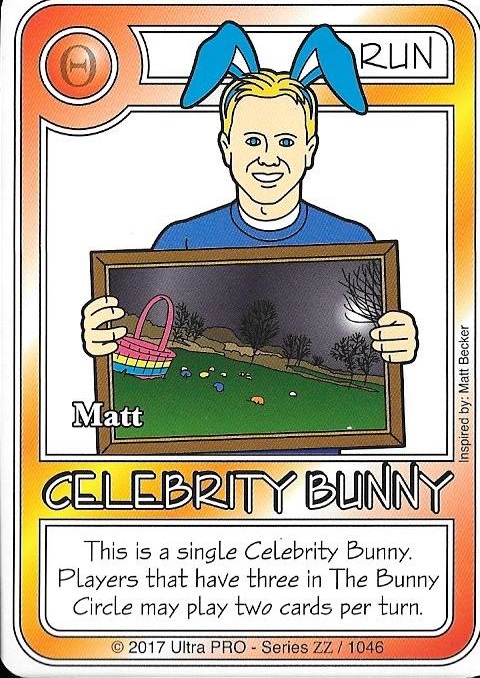 Θ
RUN
Matt
Inspired by: Matt Becker
CELEBRITY BUNNY
This is a single Celebrity Bunny.
Players that have three in The Bunny
Circle may play two cards per turn.
© 2017 Ultra PRO - Series ZZ / 1046